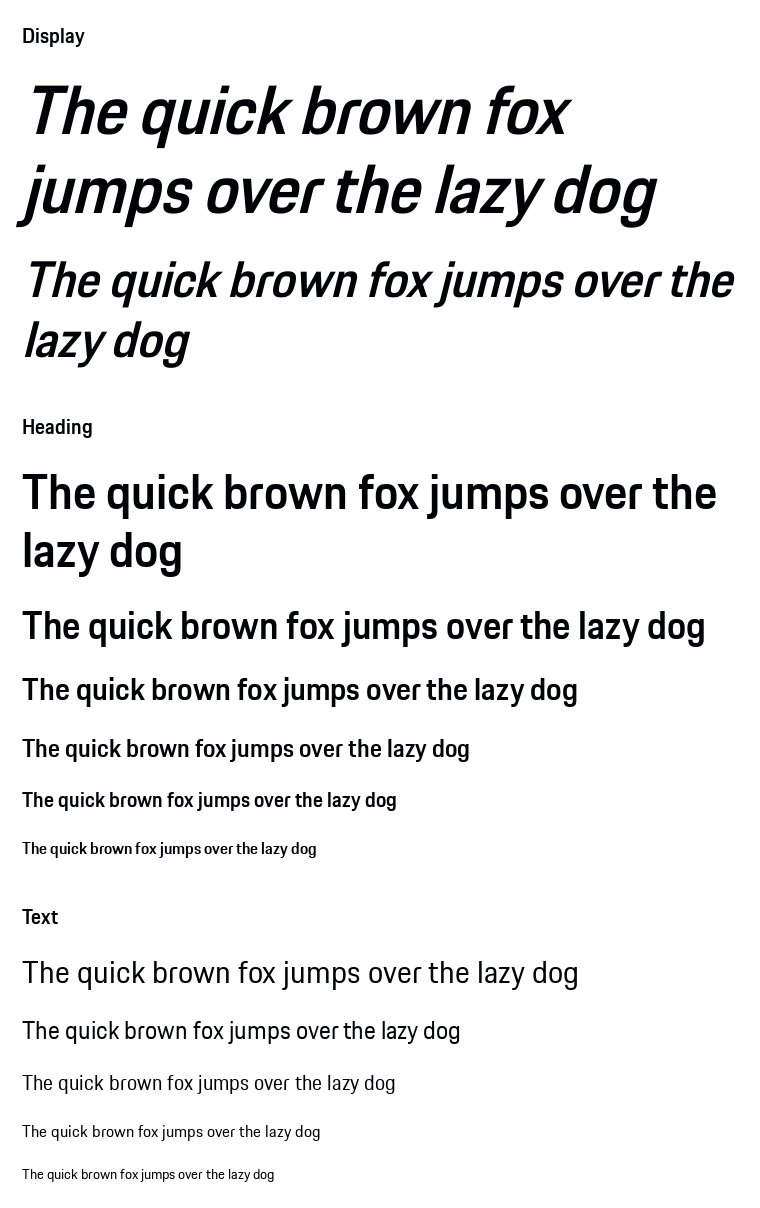 Display
The quick brown fox
jumps over the lazy dog
The quick brown fox jumps over the
lazy dog
Heading
The quick brown fox jumps over the
lazy dog
The quick brown fox jumps over the lazy dog
The quick brown fox jumps over the lazy dog
The quick brown fox jumps over the lazy dog
The quick brown fox jumps over the lazy dog
The quick brown fox jumps over the lazy dog
Text
The quick brown fox jumps over the lazy dog
The quick brown fox jumps over the lazy dog
The quick brown fox jumps over the lazy dog
The quick brown fox jumps over the lazy dog
The quick brown fox jumps over the lazy dog